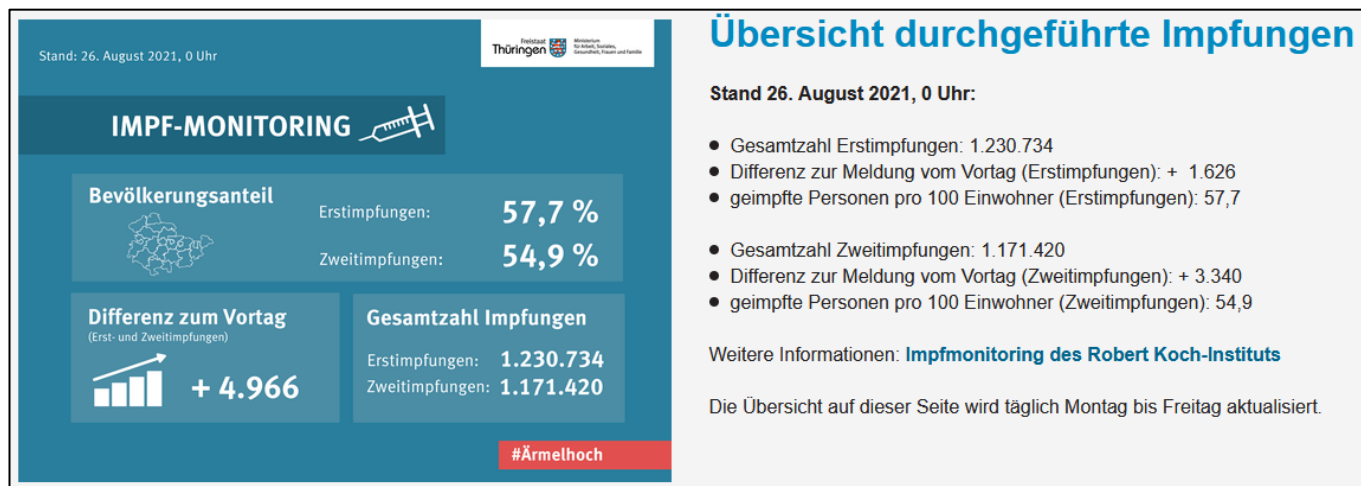 Stand: 26. August 2021, 0 Uhr
Freistaat
Thüringen
Ministerium
für Arbeit, Soziales,
Gesundheit, Frauen und Familie
IMPF-MONITORING
Bevölkerungsanteil
Erstimpfungen: 57,7 %
Zweitimpfungen: 54,9 %
Differenz zum Vortag
(Erst- und Zweitimpfungen)
+ 4.966
Gesamtzahl Impfungen
Erstimpfungen: 1.230.734
Zweitimpfungen: 1.171.420
#Ärmelhoch
Übersicht durchgeführte Impfungen
Stand 26. August 2021, 0 Uhr:
● Gesamtzahl Erstimpfungen: 1.230.734
● Differenz zur Meldung vom Vortag (Erstimpfungen): + 1.626
● geimpfte Personen pro 100 Einwohner (Erstimpfungen): 57,7
● Gesamtzahl Zweitimpfungen: 1.171.420
● Differenz zur Meldung vom Vortag (Zweitimpfungen): + 3.340
● geimpfte Personen pro 100 Einwohner (Zweitimpfungen): 54,9
Weitere Informationen: Impfmonitoring des Robert Koch-Instituts
Die Übersicht auf dieser Seite wird täglich Montag bis Freitag aktualisiert.